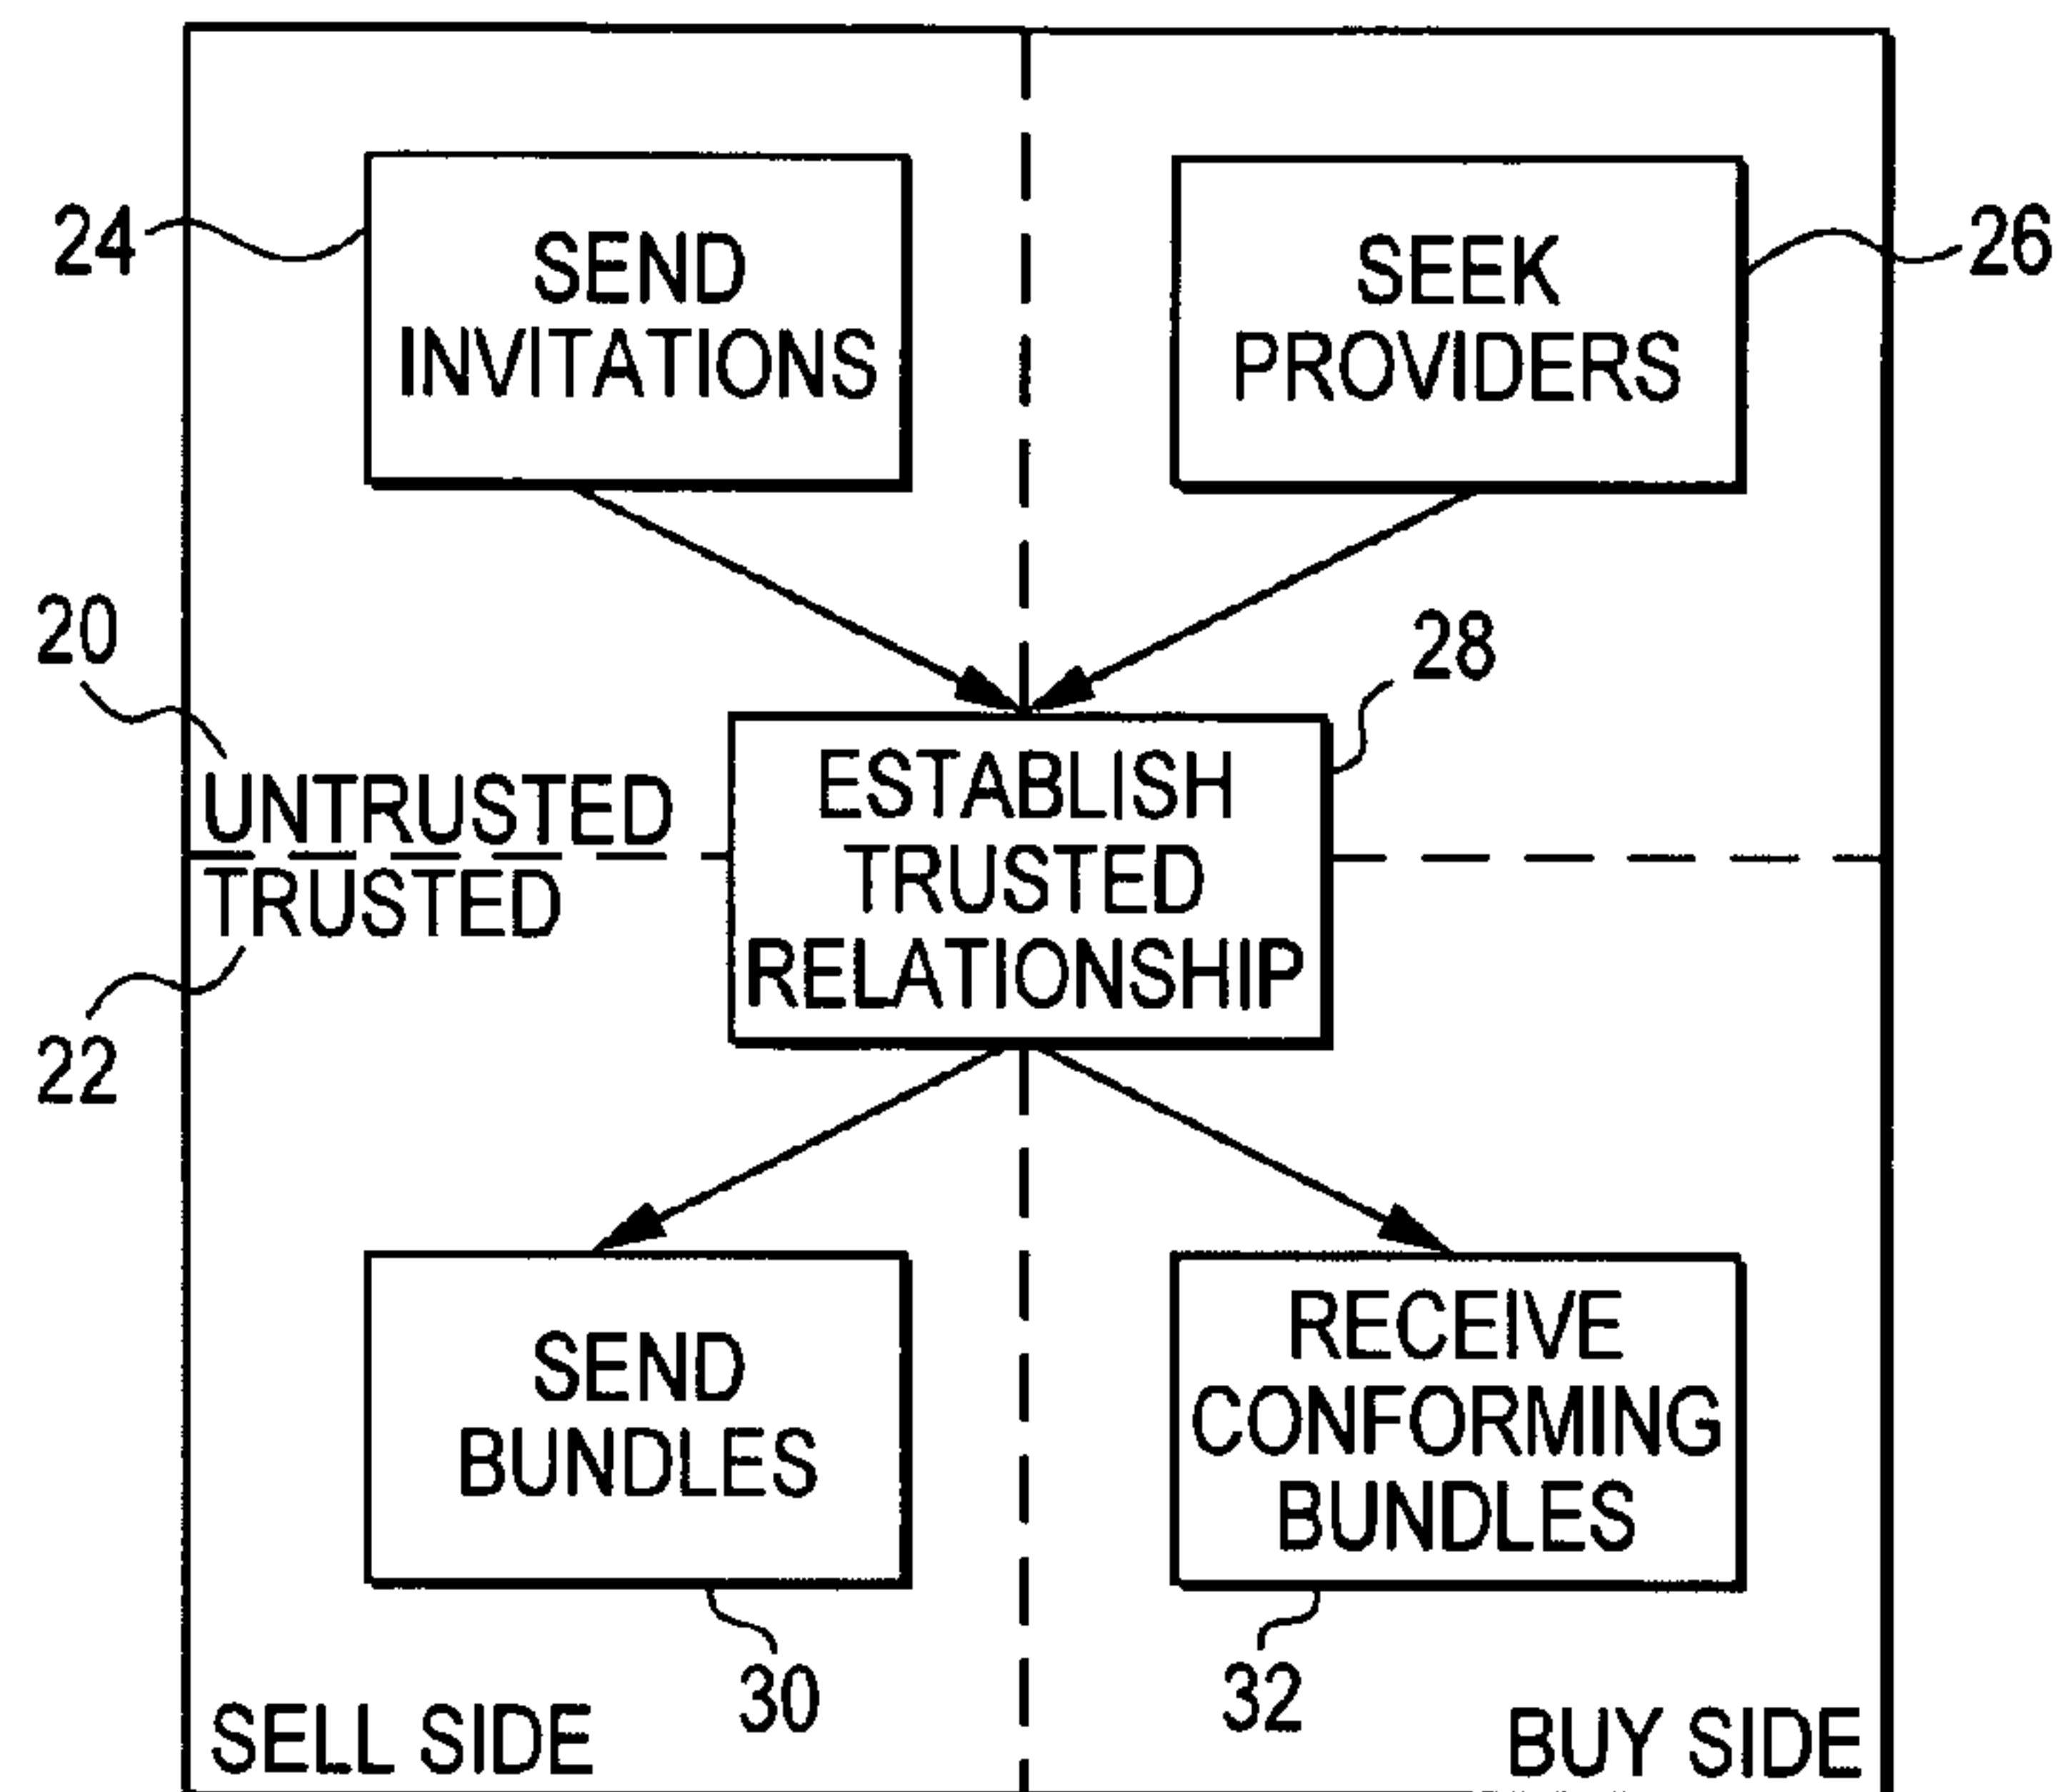 24
SEND
INVITATIONS
SEEK
PROVIDERS
26
20
28
UNTRUSTED
TRUSTED
22
ESTABLISH
TRUSTED
RELATIONSHIP
SEND
BUNDLES
RECEIVE
CONFORMING
BUNDLES
30
32
SELL SIDE
BUY SIDE